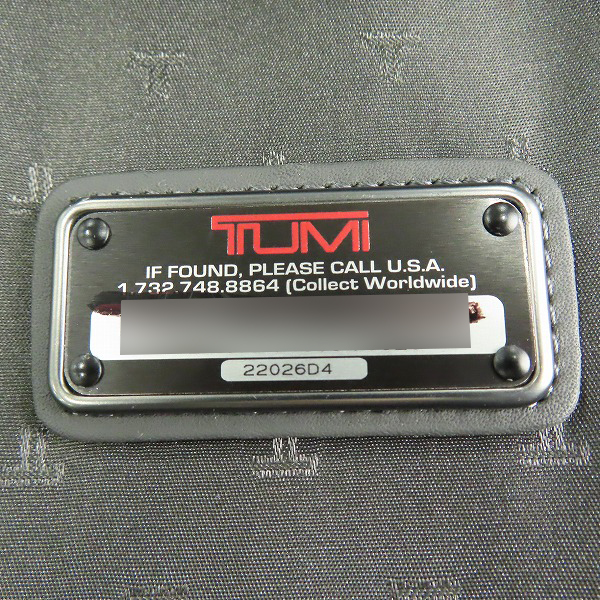 TUMI
IF FOUND, PLEASE CALL U.S.A.
1.732.748.8864 (Collect Worldwide)
22026D4